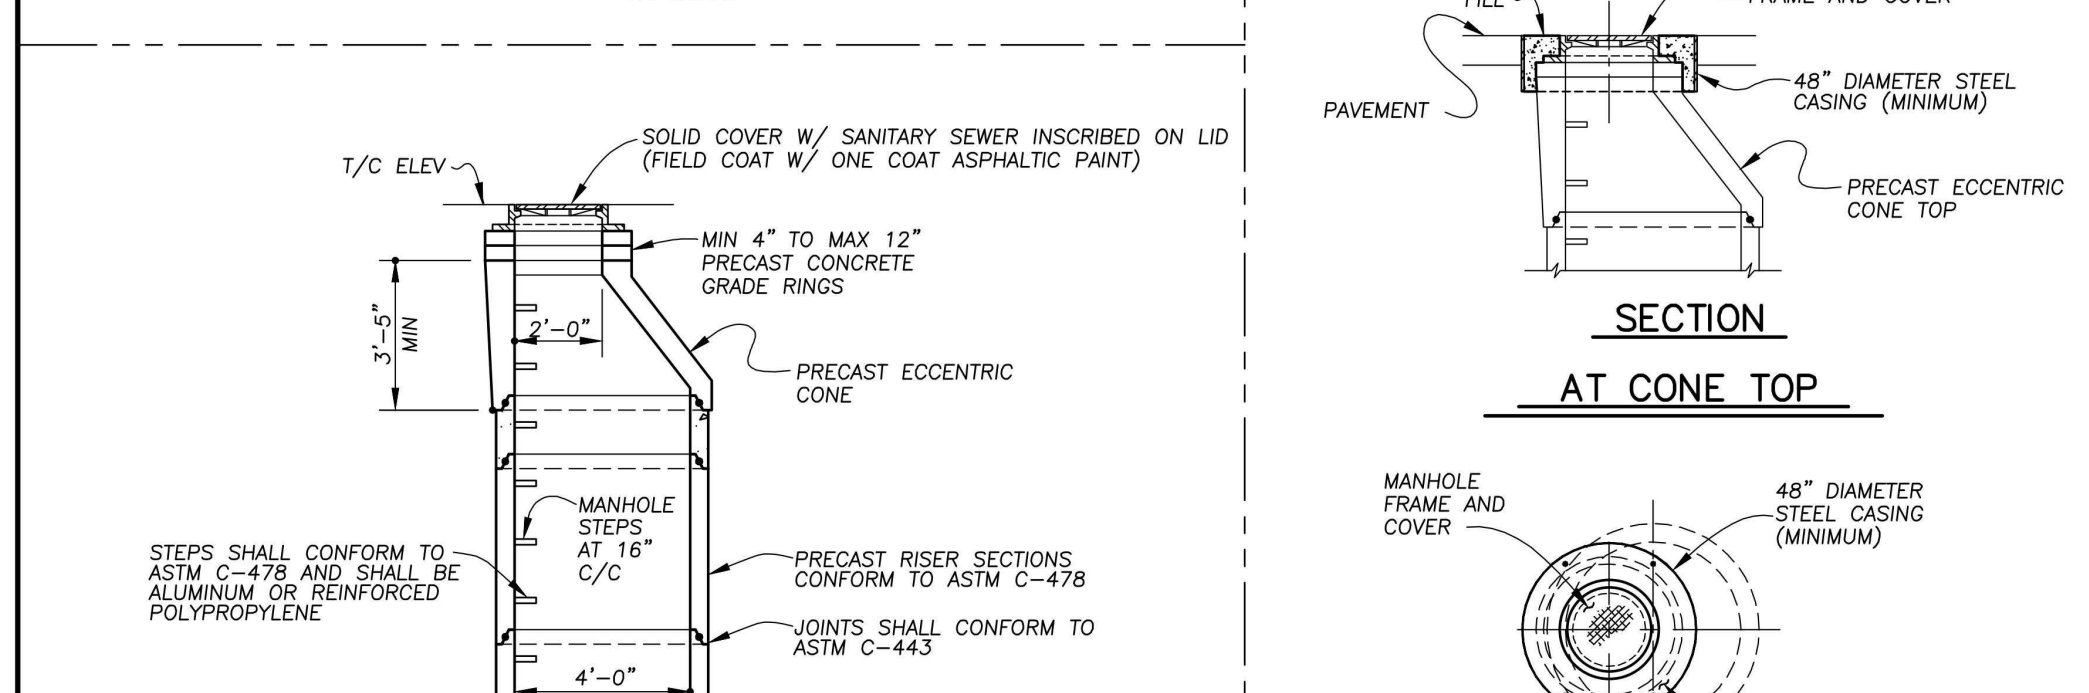 T/C ELEV
SOLID COVER W/ SANITARY SEWER INSCRIBED ON LID
(FIELD COAT W/ ONE COAT ASPHALTIC PAINT)
MIN 4" TO MAX 12"
PRECAST CONCRETE
GRADE RINGS
3'-5"
MIN
2'-0"
PRECAST ECCENTRIC
CONE
MANHOLE
STEPS
AT 16"
C/C
STEPS SHALL CONFORM TO
ASTM C-478 AND SHALL BE
ALUMINUM OR REINFORCED
POLYPROPYLENE
PRECAST RISER SECTIONS
CONFORM TO ASTM C-478
JOINTS SHALL CONFORM TO
ASTM C-443
4'-0"
FILL
FRAME AND COVER
PAVEMENT
48" DIAMETER STEEL
CASING (MINIMUM)
PRECAST ECCENTRIC
CONE TOP
SECTION
AT CONE TOP
MANHOLE
FRAME AND
COVER
48" DIAMETER
STEEL CASING
(MINIMUM)